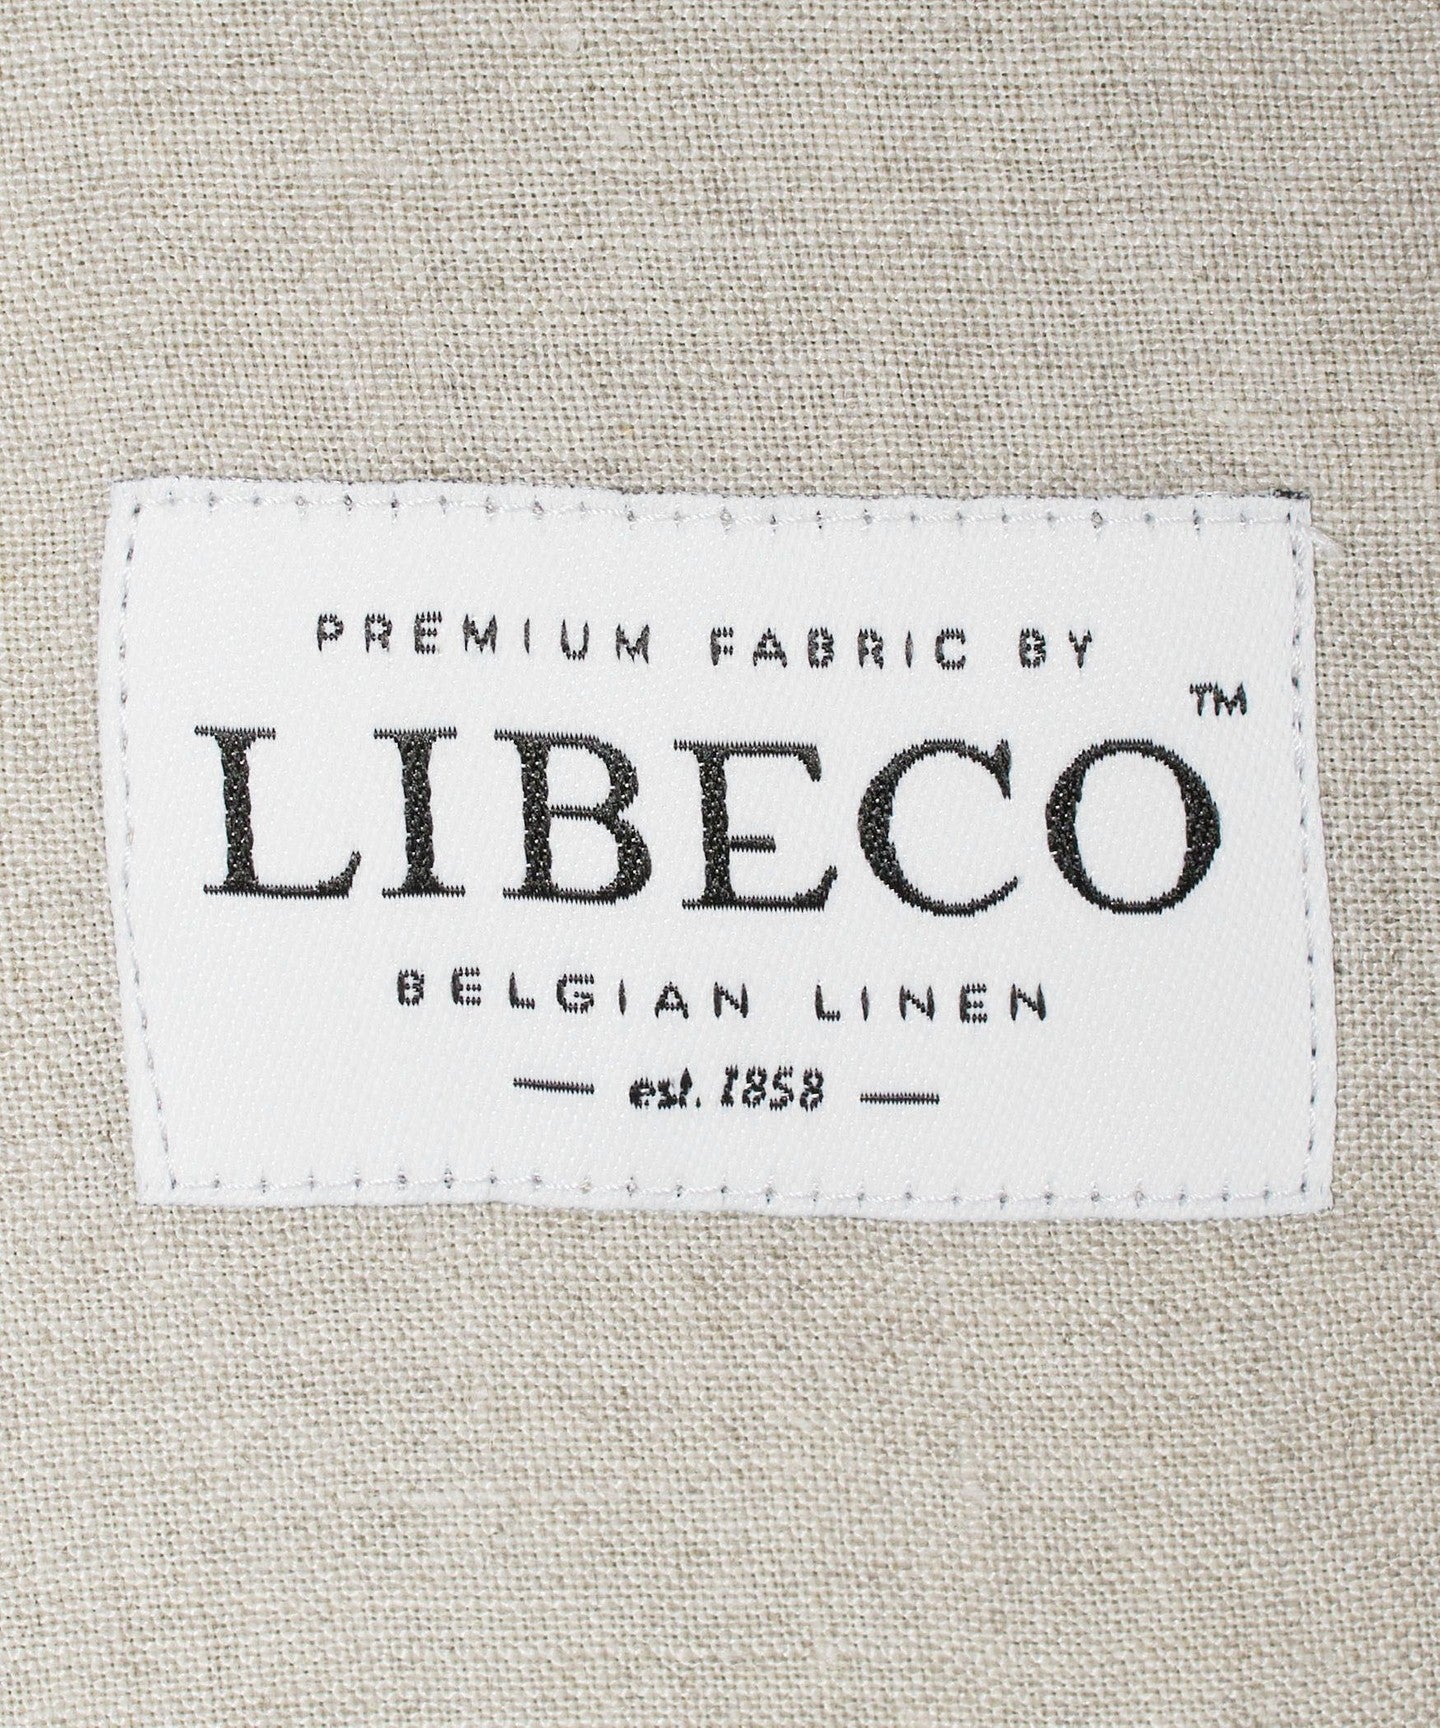 PREMIUM FABRIC BY
LIBECO™
BELGIAN LINEN
— est. 1858 —